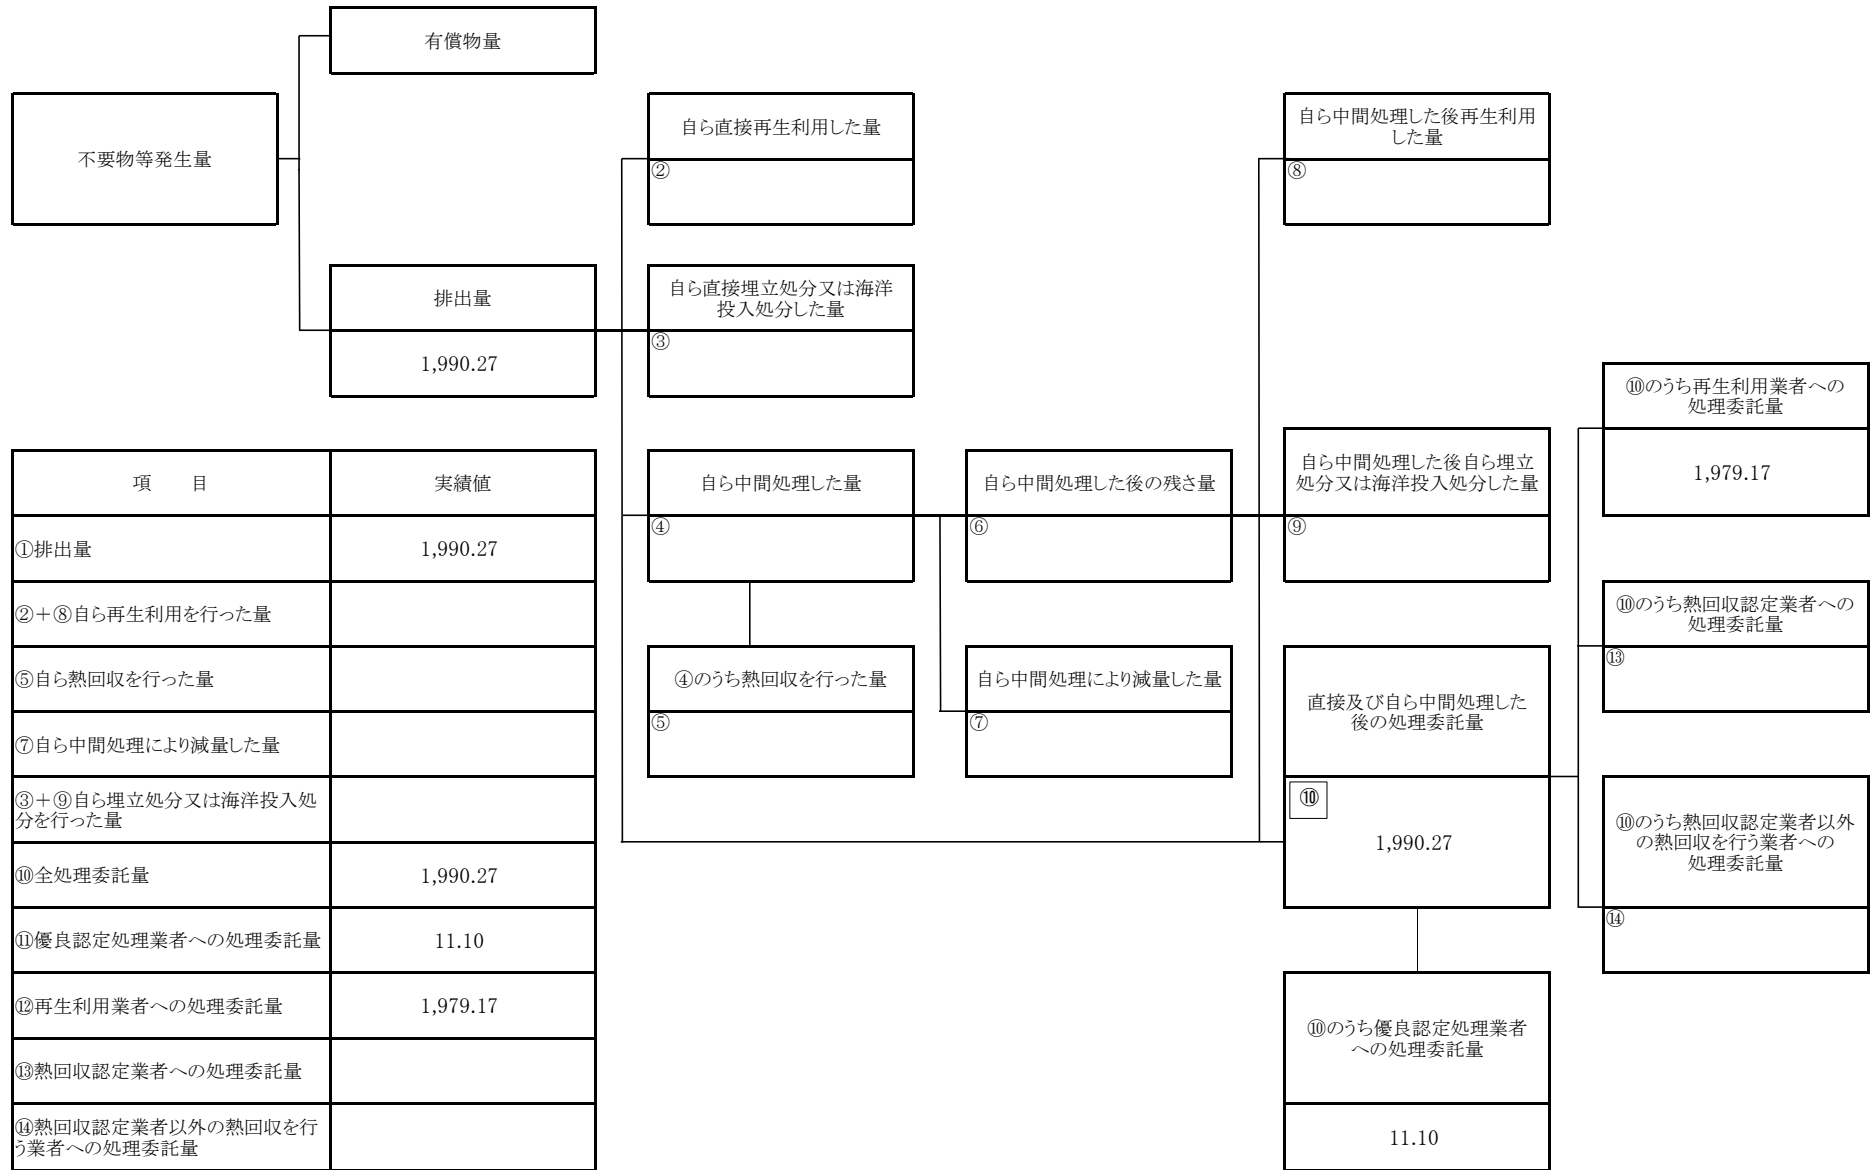 有償物量
不要物等発生量
排出量
1,990.27
自ら直接再生利用した量
②
自ら直接埋立処分又は海洋
投入処分した量
③
自ら中間処理した量
④
④のうち熱回収を行った量
⑤
自ら中間処理した後の残さ量
⑥
自ら中間処理により減量した量
⑦
自ら中間処理した後再生利用
した量
⑧
自ら中間処理した後自ら埋立
処分又は海洋投入処分した量
⑨
直接及び自ら中間処理した
後の処理委託量
⑩
1,990.27
⑩のうち優良認定処理業者
への処理委託量
11.10
⑩のうち再生利用業者への
処理委託量
1,979.17
⑩のうち熱回収認定業者への
処理委託量
⑬
⑩のうち熱回収認定業者以外
の熱回収を行う業者への
処理委託量
⑭
項　目 実績値
①排出量 1,990.27
②＋⑧自ら再生利用を行った量
⑤自ら熱回収を行った量
⑦自ら中間処理により減量した量
③＋⑨自ら埋立処分又は海洋投入処
分を行った量
⑩全処理委託量 1,990.27
⑪優良認定処理業者への処理委託量 11.10
⑫再生利用業者への処理委託量 1,979.17
⑬熱回収認定業者への処理委託量
⑭熱回収認定業者以外の熱回収を行
う業者への処理委託量